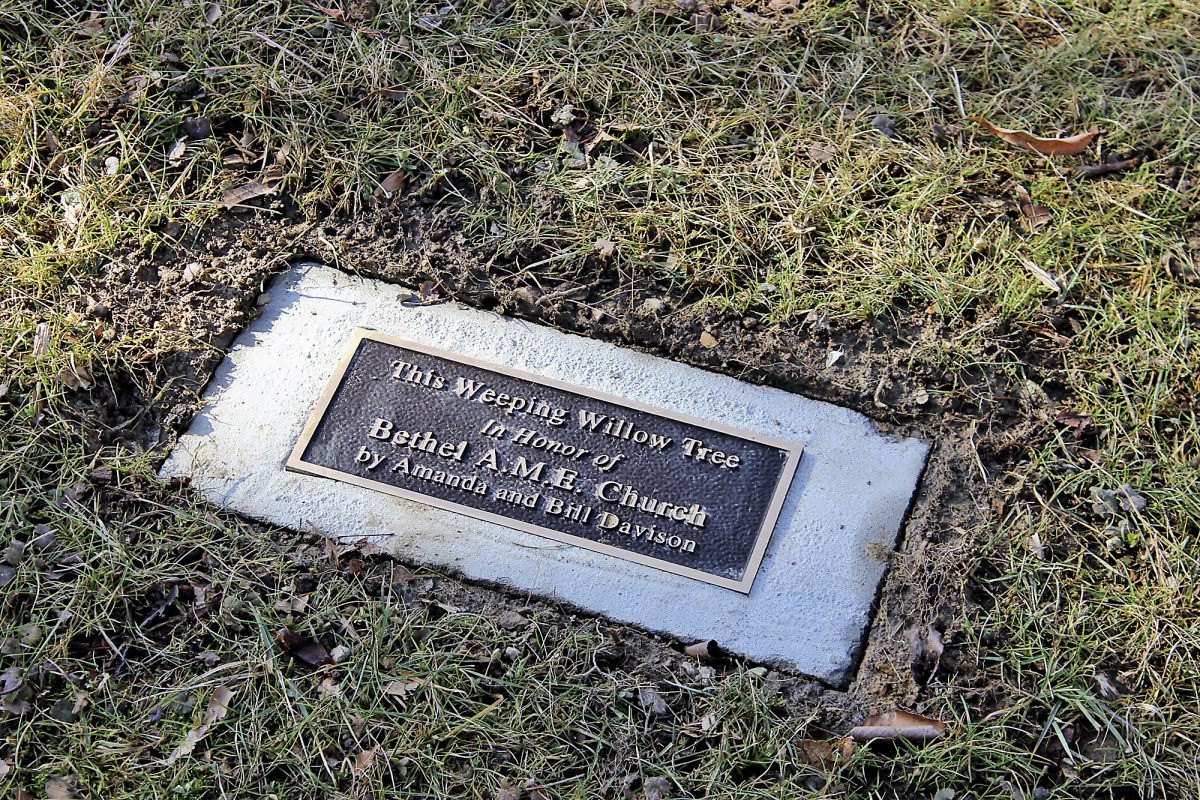 This Weeping Willow Tree
In Honor of
Bethel A.M.E. Church
by Amanda and Bill Davison